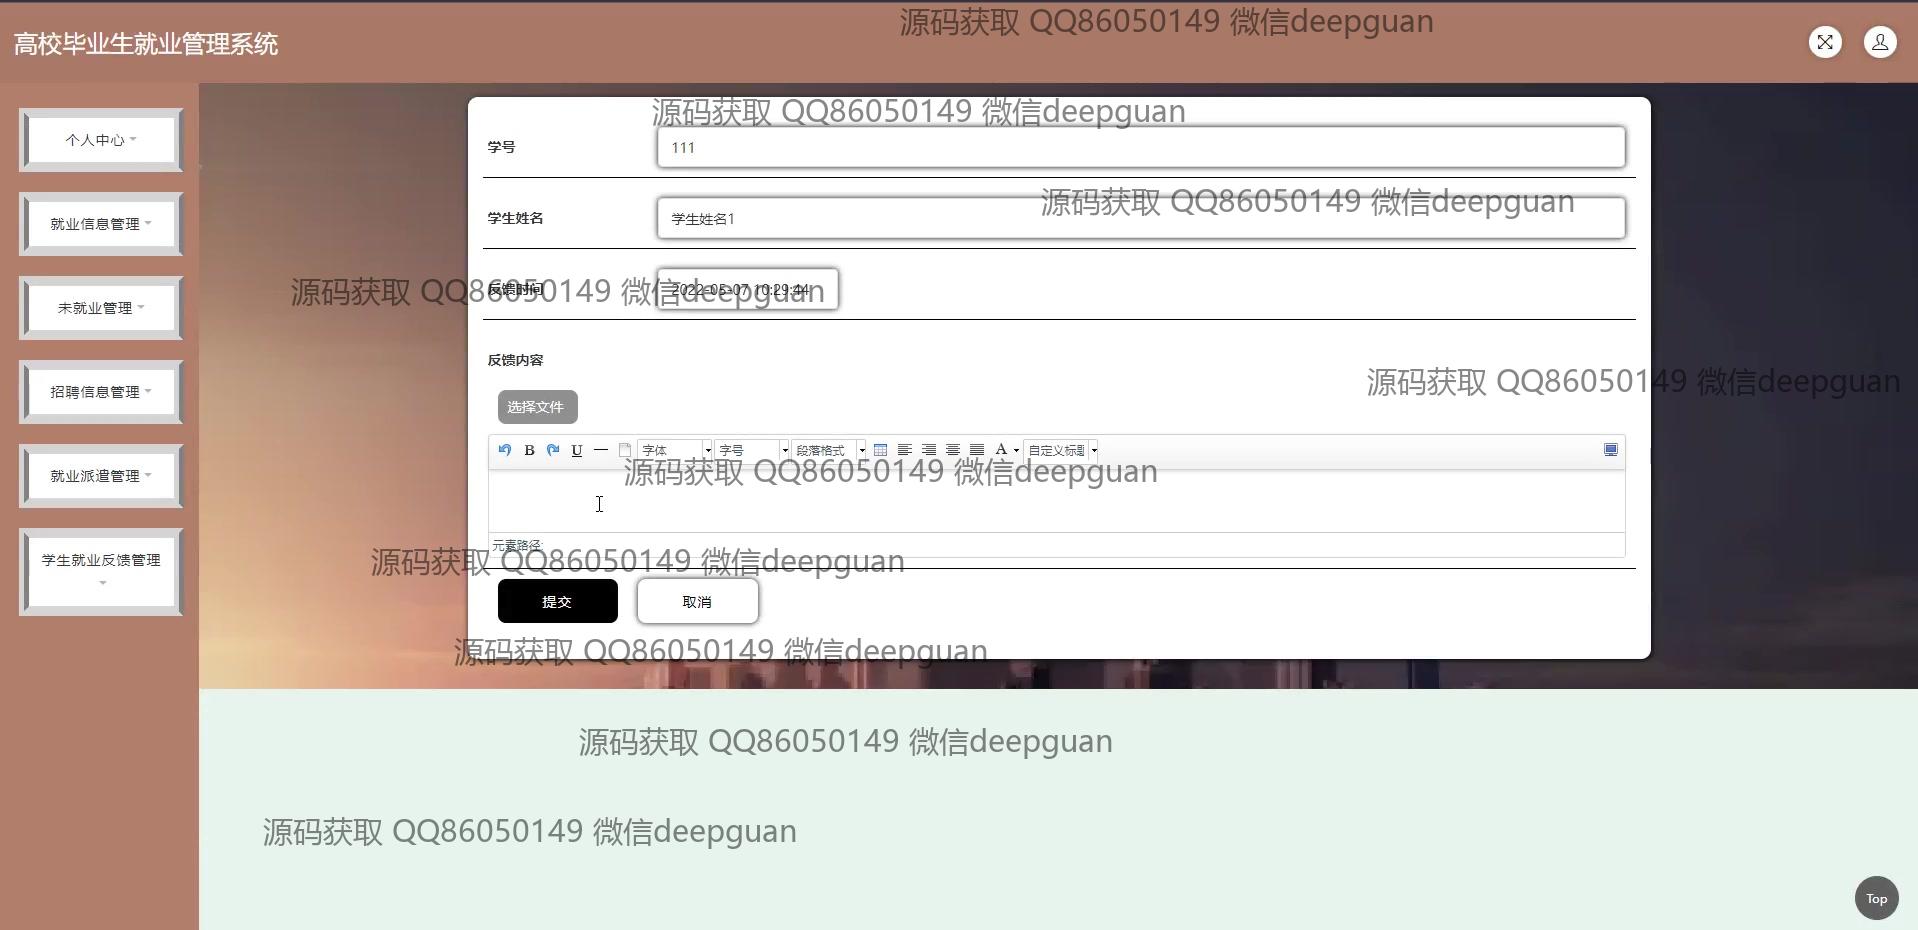 源码获取 QQ86050149 微信deepguan
高校毕业生就业管理系统
源码获取 QQ86050149 微信deepguan
个人中心
学号
111
源码获取 QQ86050149 微信deepguan
就业信息管理
学生姓名
学生姓名1
源码获取 QQ86050149 微信deepguan
未就业管理
反馈时间
2022-05-07 10:29:44
反馈内容
源码获取 QQ86050149 微信deepguan
招聘信息管理
选择文件
B U 字体 字号 段落格式 A 自定义标题
源码获取 QQ86050149 微信deepguan
就业派遣管理
元素路径:
源码获取 QQ86050149 微信deepguan
学生就业反馈管理
提交
取消
源码获取 QQ86050149 微信deepguan
源码获取 QQ86050149 微信deepguan
源码获取 QQ86050149 微信deepguan
Top